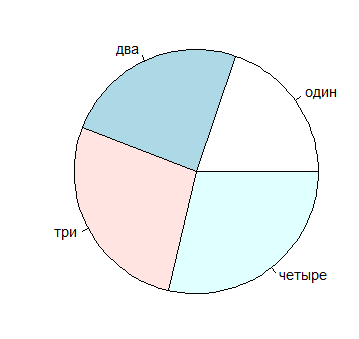 два
один
три
четыре